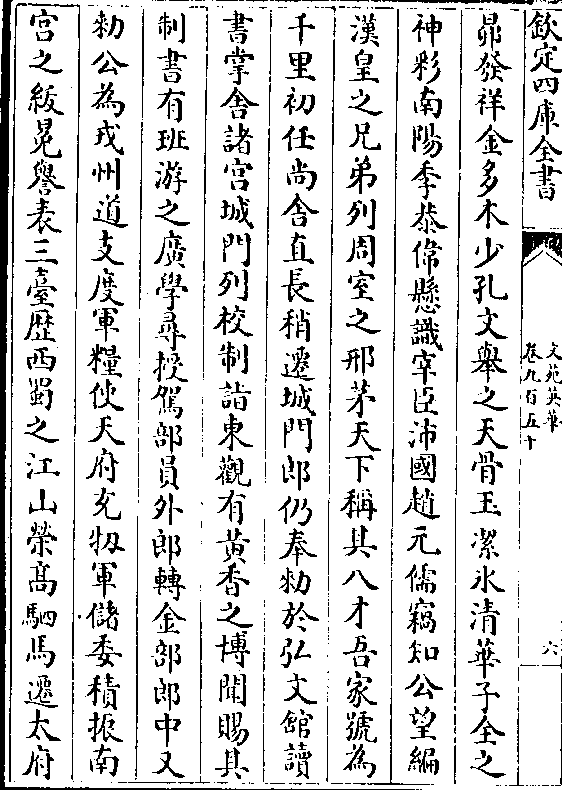 欽定四庫全書
文苑英華
卷九百五十
六
昴發祥金多木少孔文舉之天骨玉潔氷清華子全之
神彩南陽季恭偹懸識宰臣沛國趙元儒竊知公望編
漢皇之兄弟列周室之邢茅天下稱其八才吾家號為
千里初任尚舍直長稍遷城門郎仍奉勑於弘文館讀
書掌舍諸宫城門列校制詣東觀有黄香之博聞賜其
制書有班游之廣學尋授駕部員外郎轉金部郎中又
勑公為戎州道支度軍糧使天府充牣軍儲委積振南
宫之紱冕譽表三臺歴西蜀之江山榮髙駟馬遷太府